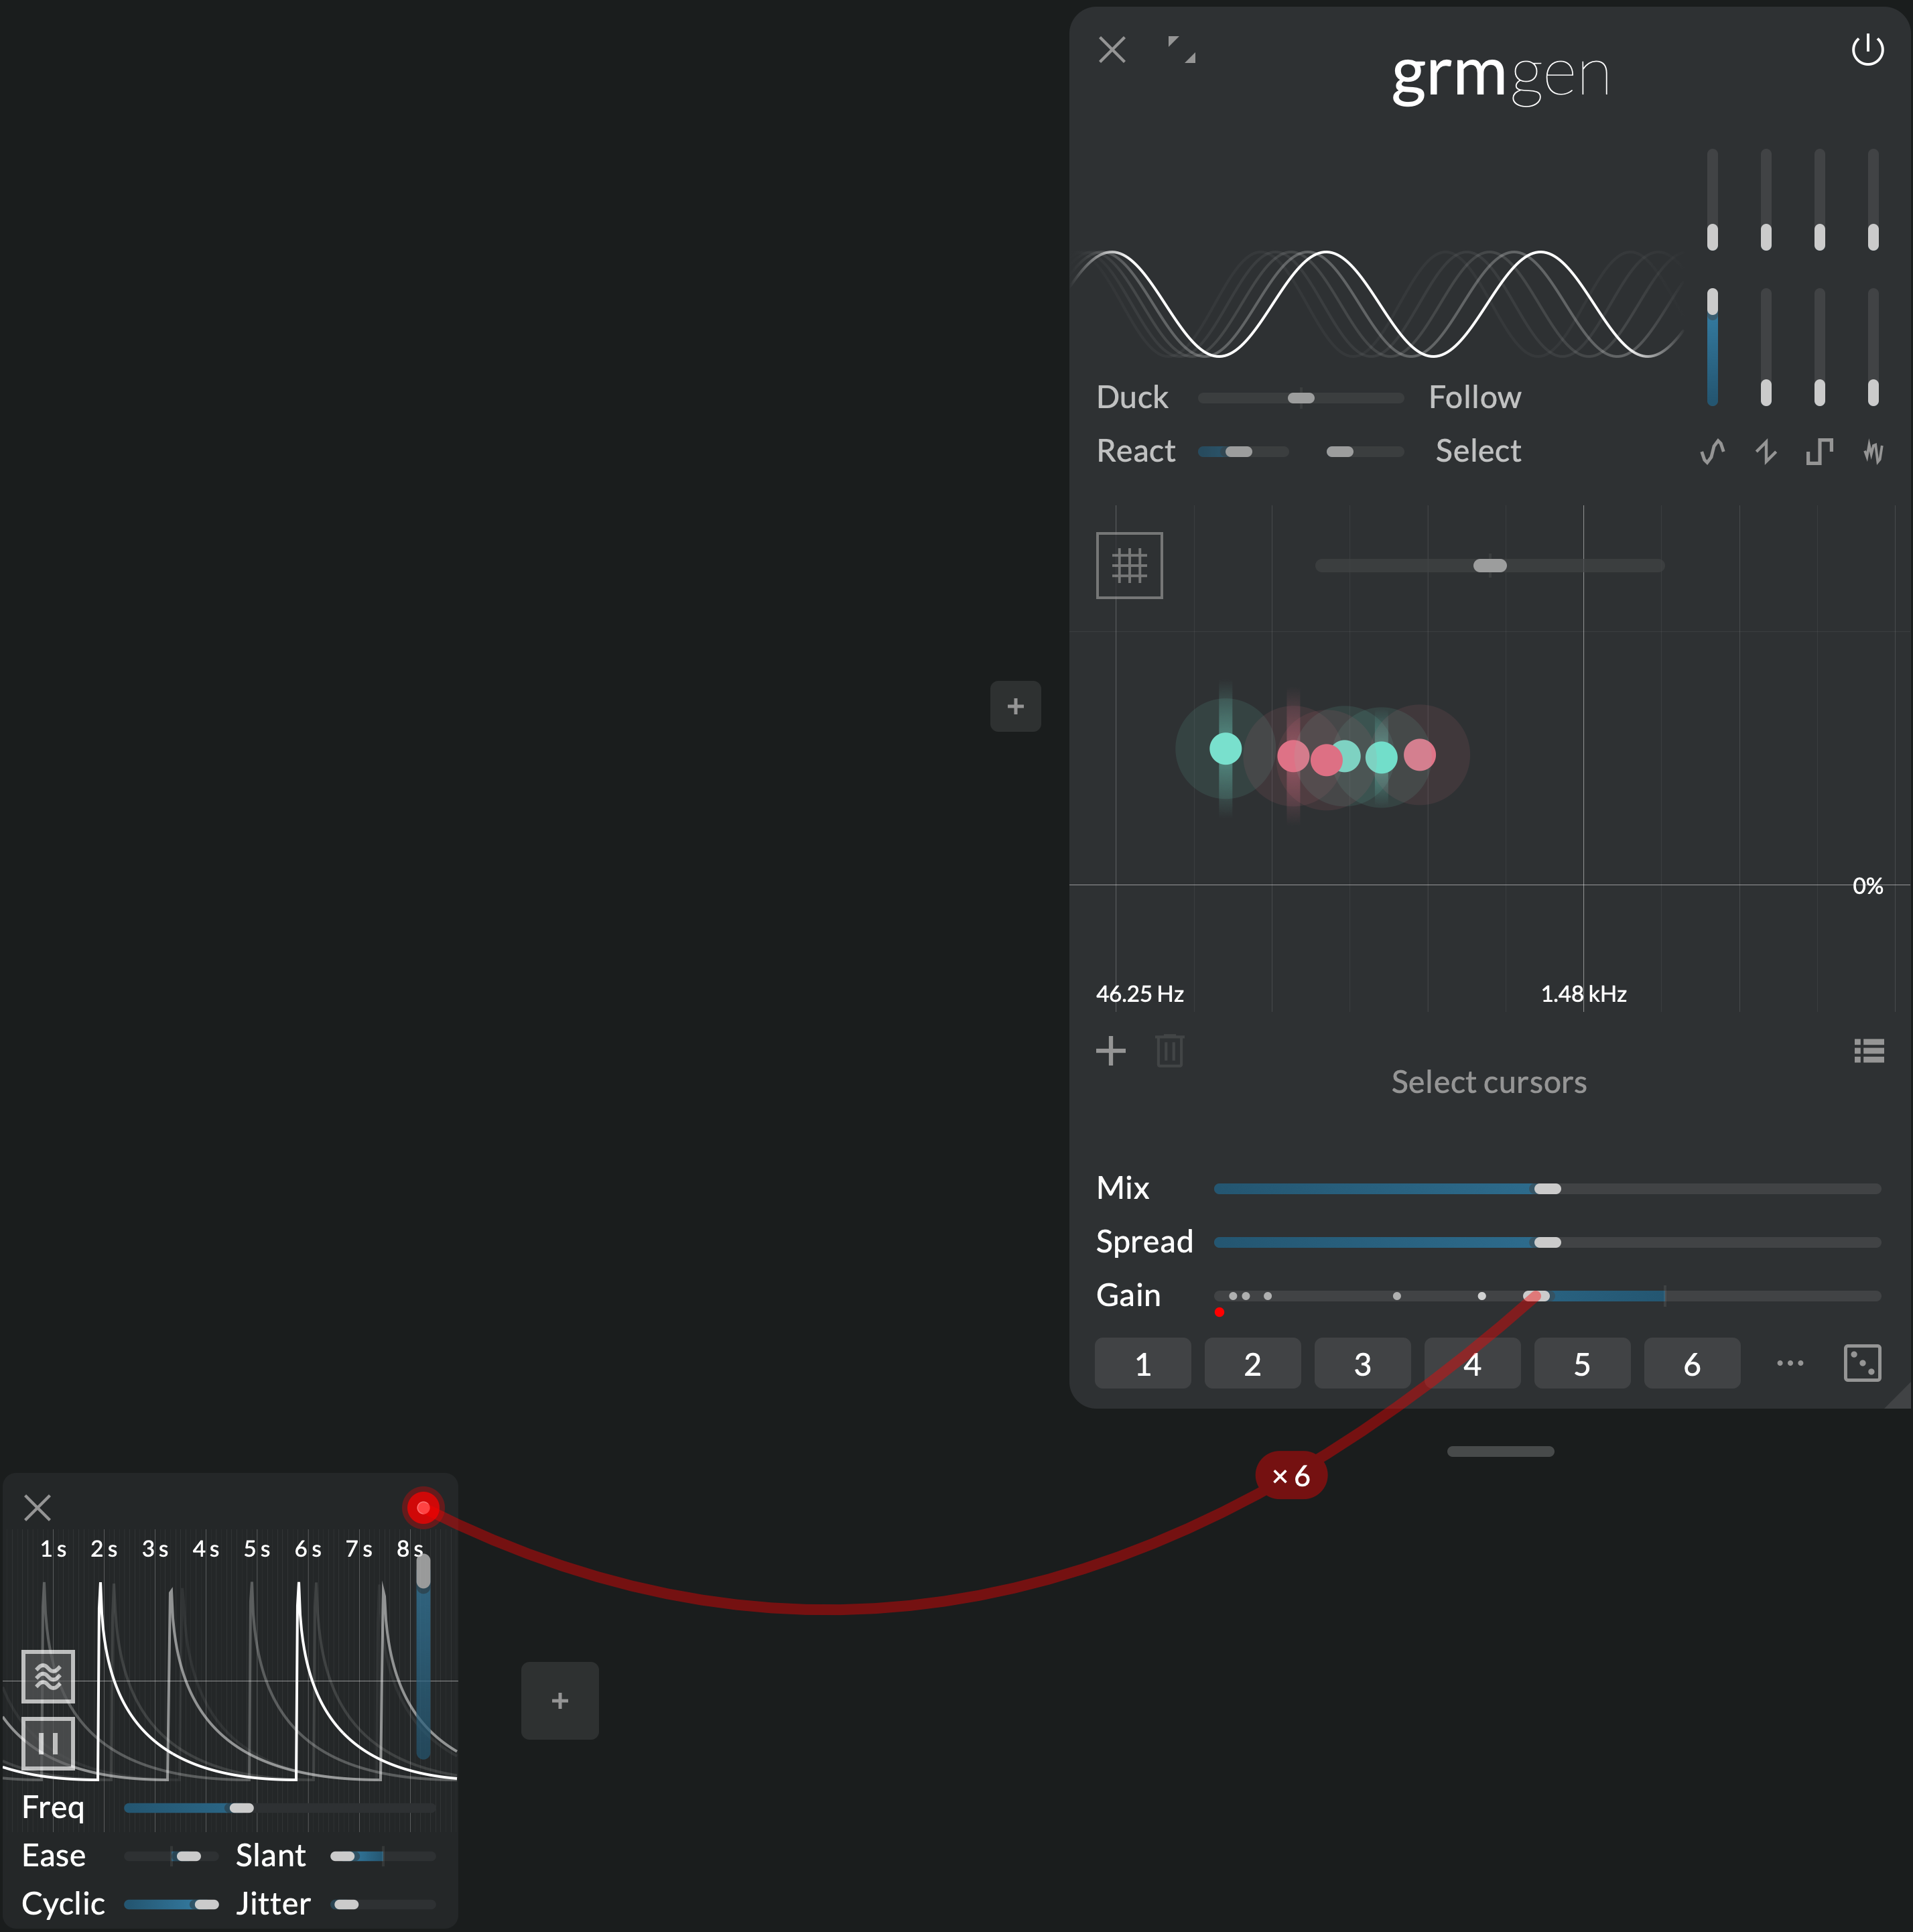 grmgen
Duck Follow
React Select
0%
46.25 Hz 1.48 kHz
Select cursors
Mix
Spread
Gain
1 2 3 4 5 6
× 6
1 s 2 s 3 s 4 s 5 s 6 s 7 s 8 s
Freq
Ease Slant
Cyclic Jitter